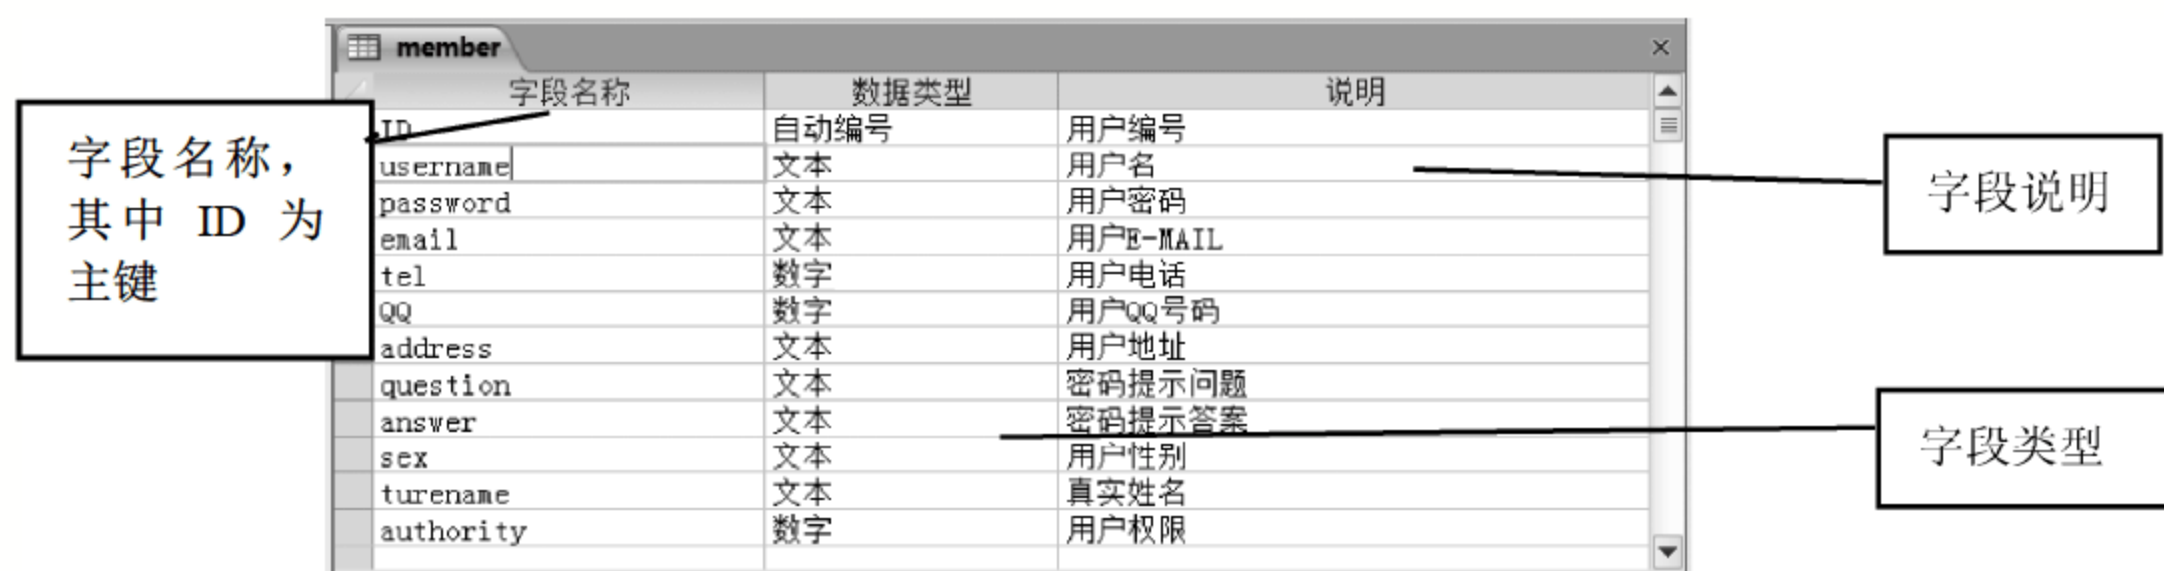 member
字段名称 数据类型 说明
ID 自动编号 用户编号
username 文本 用户名
password 文本 用户密码
email 文本 用户E-MAIL
tel 数字 用户电话
QQ 数字 用户QQ号码
address 文本 用户地址
question 文本 密码提示问题
answer 文本 密码提示答案
sex 文本 用户性别
turename 文本 真实姓名
authority 数字 用户权限
字段名称，
其中 ID 为
主键
字段说明
字段类型